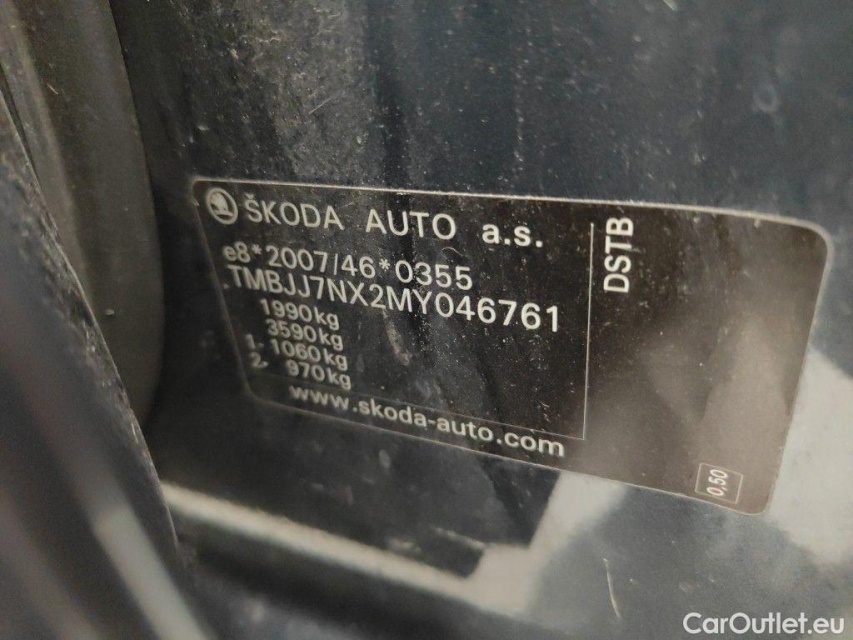 ŠKODA AUTO a.s.
e8*2007/46*0355
TMBJJ7NX2MY046761
1990kg
3590kg
1- 1060kg
2- 970kg
www.skoda-auto.com
DSTB
0,50
CarOutlet.eu